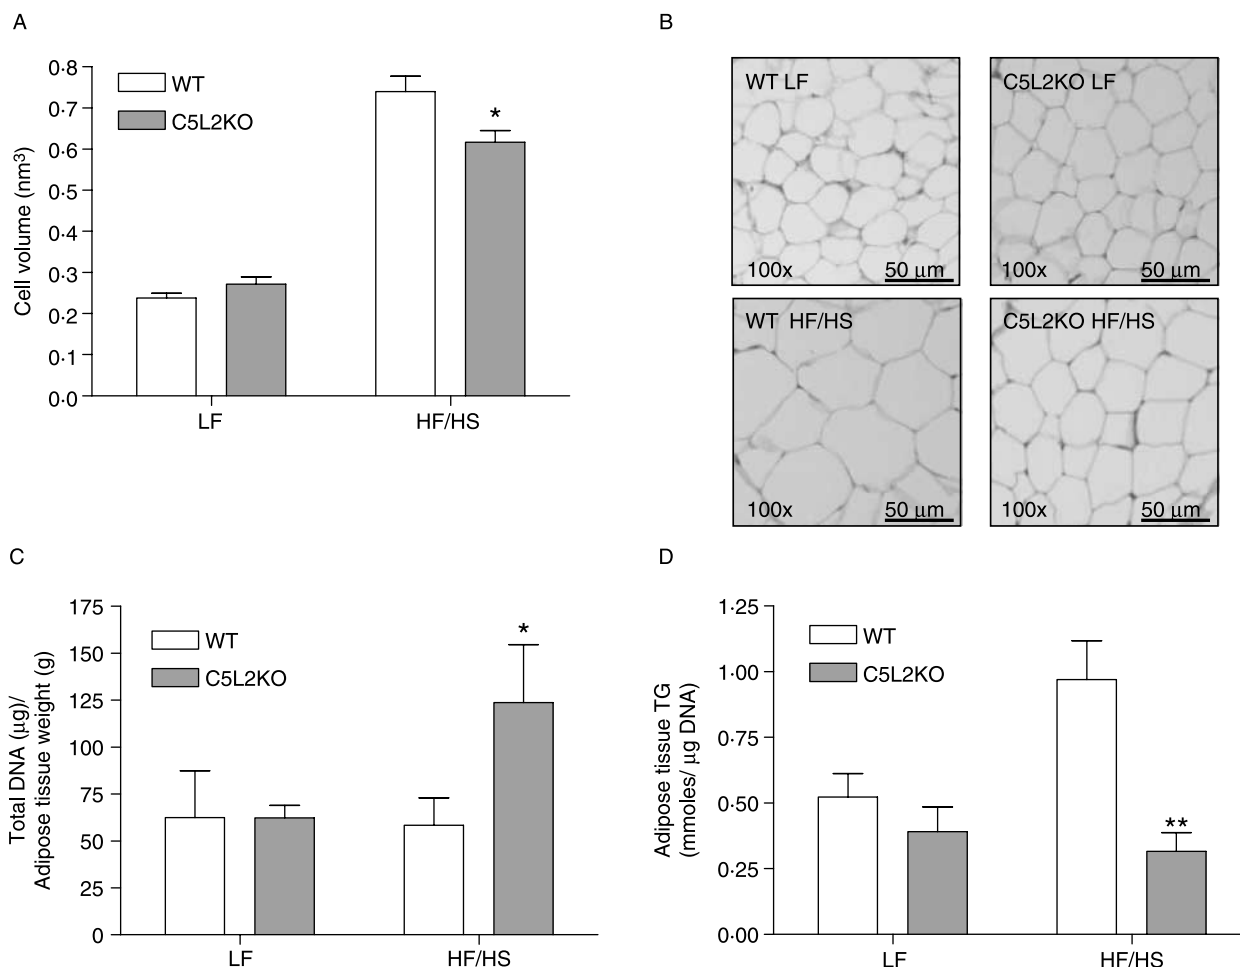 A
0·8
0·7
0·6
0·5
0·4
0·3
0·2
0·1
0·0
Cell volume (nm³)
WT
C5L2KO
*
LF
HF/HS
B
WT LF
100x
50 µm
C5L2KO LF
100x
50 µm
WT HF/HS
100x
50 µm
C5L2KO HF/HS
100x
50 µm
C
175
150
125
100
75
50
25
0
Total DNA (µg)/
Adipose tissue weight (g)
WT
C5L2KO
*
LF
HF/HS
D
1·25
1·00
0·75
0·50
0·25
0·00
Adipose tissue TG
(mmoles/ µg DNA)
WT
C5L2KO
**
LF
HF/HS